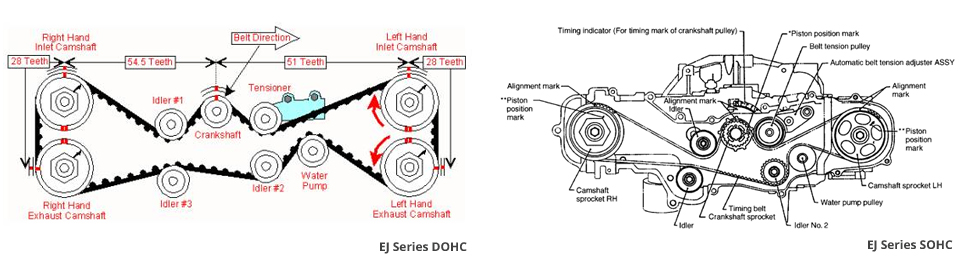 Right Hand
Inlet Camshaft
Belt Direction
Left Hand
Inlet Camshaft
28 Teeth
54.5 Teeth
51 Teeth
28 Teeth
Tensioner
Idler #1
Crankshaft
Water
Pump
Idler #2
Idler #3
Right Hand
Exhaust Camshaft
Left Hand
Exhaust Camshaft
EJ Series DOHC
Timing indicator (For timing mark of crankshaft pulley)
*Piston position mark
Belt tension pulley
Automatic belt tension adjuster ASSY
Alignment mark
**Piston
position
mark
Alignment mark
Idler
Alignment
mark
**Piston
position
mark
Camshaft
sprocket RH
Camshaft sprocket LH
Water pump pulley
Timing belt
Crankshaft sprocket
Idler
Idler No. 2
EJ Series SOHC